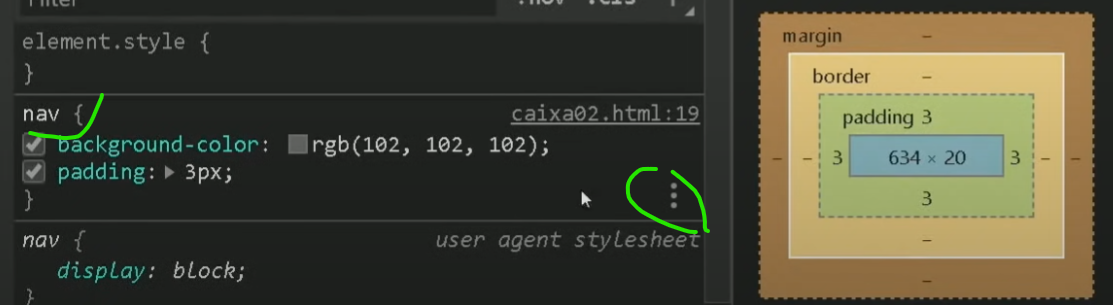 Filter
:hov .cls +
element.style {
}
nav {
caixa02.html:19
background-color: rgb(102, 102, 102);
padding: 3px;
}
nav {
user agent stylesheet
display: block;
}
margin -
border -
padding 3
- - 3 634 × 20 3 - -
3
-
-